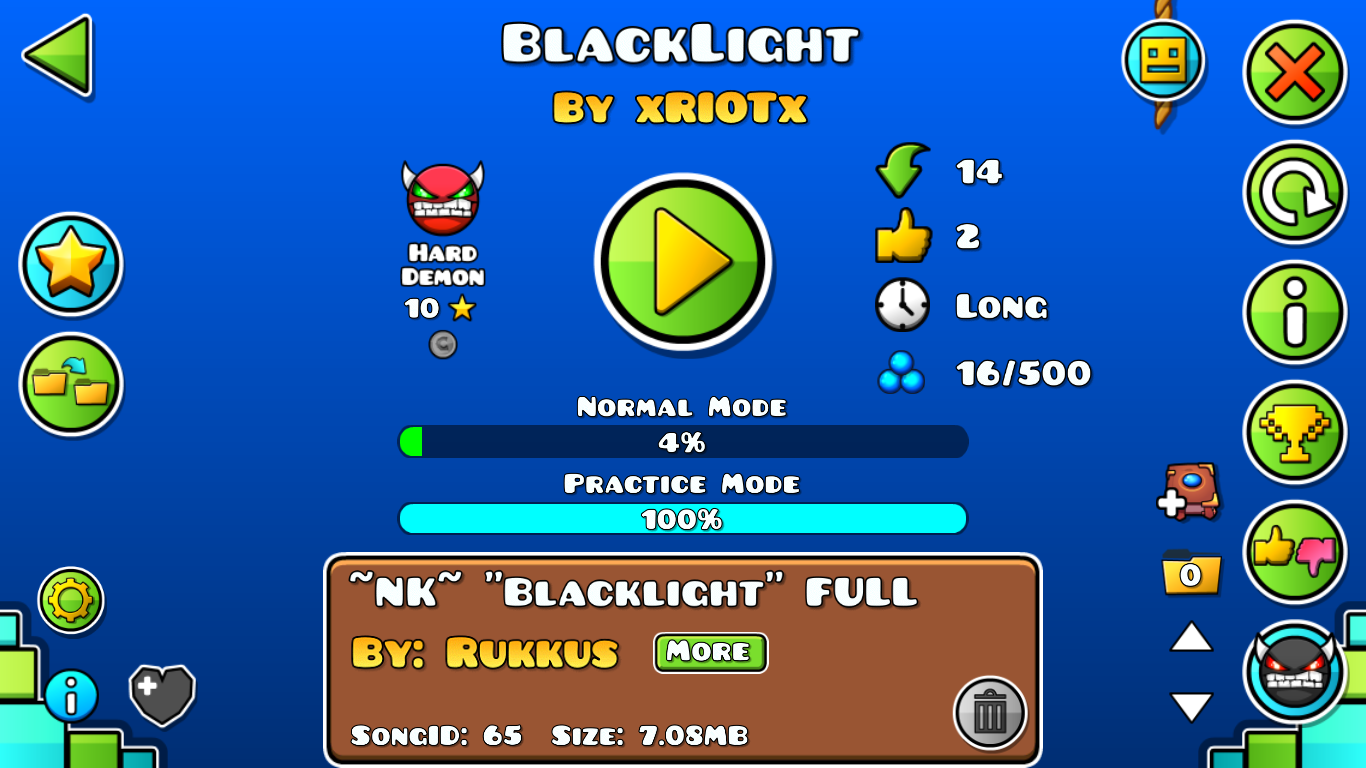 BlackLight
By xRIOTx
14
Hard
Demon
10
2
Long
16/500
Normal Mode
4%
Practice Mode
100%
~NK~ "Blacklight" FULL
By: Rukkus
More
SongID: 65 Size: 7.08MB
0